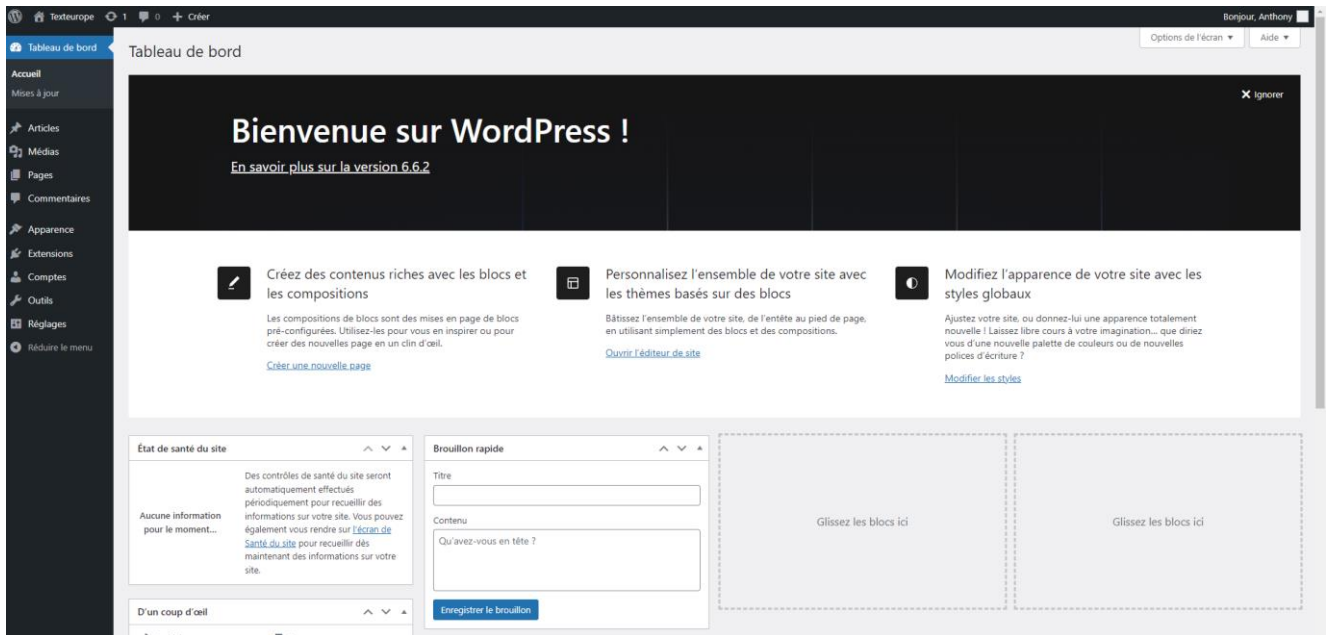 Texteurope 1 0 Créer
Bonjour, Anthony
Tableau de bord
Accueil
Mises à jour
Articles
Médias
Pages
Commentaires
Apparence
Extensions
Comptes
Outils
Réglages
Réduire le menu
Options de l'écran ▼
Aide ▼
Tableau de bord
Ignorer
Bienvenue sur WordPress !
En savoir plus sur la version 6.6.2
Créez des contenus riches avec les blocs et
les compositions
Les compositions de blocs sont des mises en page de blocs
pré-configurées. Utilisez-les pour vous en inspirer ou pour
créer des nouvelles page en un clin d'œil.
Créer une nouvelle page
Personnalisez l'ensemble de votre site avec
les thèmes basés sur des blocs
Bâtissez l'ensemble de votre site, de l'entête au pied de page,
en utilisant simplement des blocs et des compositions.
Ouvrir l'éditeur de site
Modifiez l'apparence de votre site avec les
styles globaux
Ajustez votre site, ou donnez-lui une apparence totalement
nouvelle ! Laissez libre cours à votre imagination... que diriez
vous d'une nouvelle palette de couleurs ou de nouvelles
polices d'écriture ?
Modifier les styles
État de santé du site
Aucune information
pour le moment...
Des contrôles de santé du site seront
automatiquement effectués
périodiquement pour recueillir des
informations sur votre site. Vous pouvez
également vous rendre sur l'écran de
Santé du site pour recueillir dès
maintenant des informations sur votre
site.
D'un coup d'œil
Brouillon rapide
Titre
Contenu
Qu'avez-vous en tête ?
Enregistrer le brouillon
Glissez les blocs ici
Glissez les blocs ici